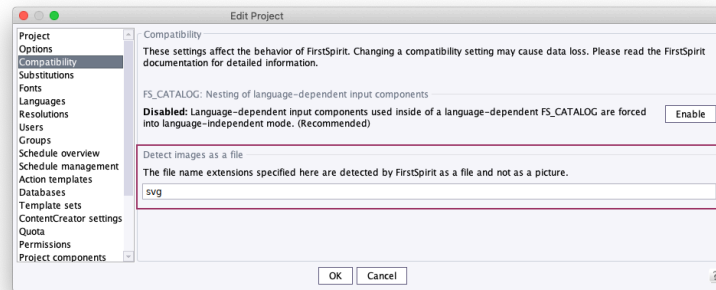 Edit Project
Project
Options
Compatibility
Substitutions
Fonts
Languages
Resolutions
Users
Groups
Schedule overview
Schedule management
Action templates
Databases
Template sets
ContentCreator settings
Quota
Permissions
Project components
Compatibility
These settings affect the behavior of FirstSpirit. Changing a compatibility setting may cause data loss. Please read the FirstSpirit
documentation for detailed information.
FS_CATALOG: Nesting of language-dependent input components
Disabled: Language-dependent input components used inside of a language-dependent FS_CATALOG are forced
into language-independent mode. (Recommended)
Enable
Detect images as a file
The file name extensions specified here are detected by FirstSpirit as a file and not as a picture.
svg
OK
Cancel
?